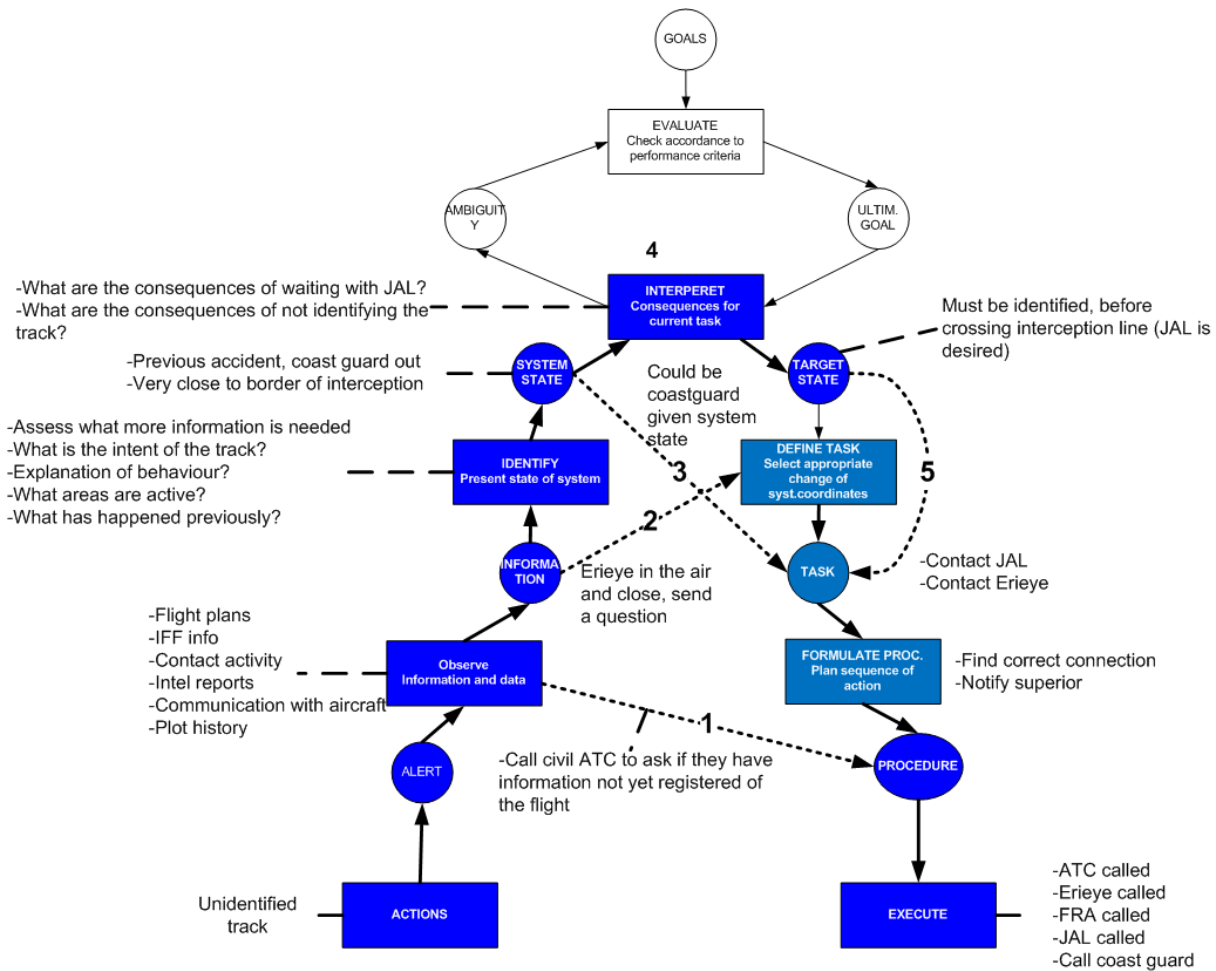 GOALS
EVALUATE
Check accordance to
performance criteria
AMBIGUIT
Y
ULTIM.
GOAL
4
-What are the consequences of waiting with JAL?
-What are the consequences of not identifying the
track?
INTERPERET
Consequences for
current task
Must be identified, before
crossing interception line (JAL is
desired)
-Previous accident, coast guard out
-Very close to border of interception
SYSTEM
STATE
Could be
coastguard
given system
state
TARGET
STATE
-Assess what more information is needed
-What is the intent of the track?
-Explanation of behaviour?
-What areas are active?
-What has happened previously?
IDENTIFY
Present state of system
3
DEFINE TASK
Select appropriate
change of
syst.coordinates
5
2
INFORMA
TION
Erieye in the air
and close, send
a question
TASK
-Contact JAL
-Contact Erieye
-Flight plans
-IFF info
-Contact activity
-Intel reports
-Communication with aircraft
-Plot history
Observe
Information and data
FORMULATE PROC.
Plan sequence of
action
-Find correct connection
-Notify superior
1
-Call civil ATC to ask if they have
information not yet registered of
the flight
ALERT
PROCEDURE
Unidentified
track
ACTIONS
EXECUTE
-ATC called
-Erieye called
-FRA called
-JAL called
-Call coast guard